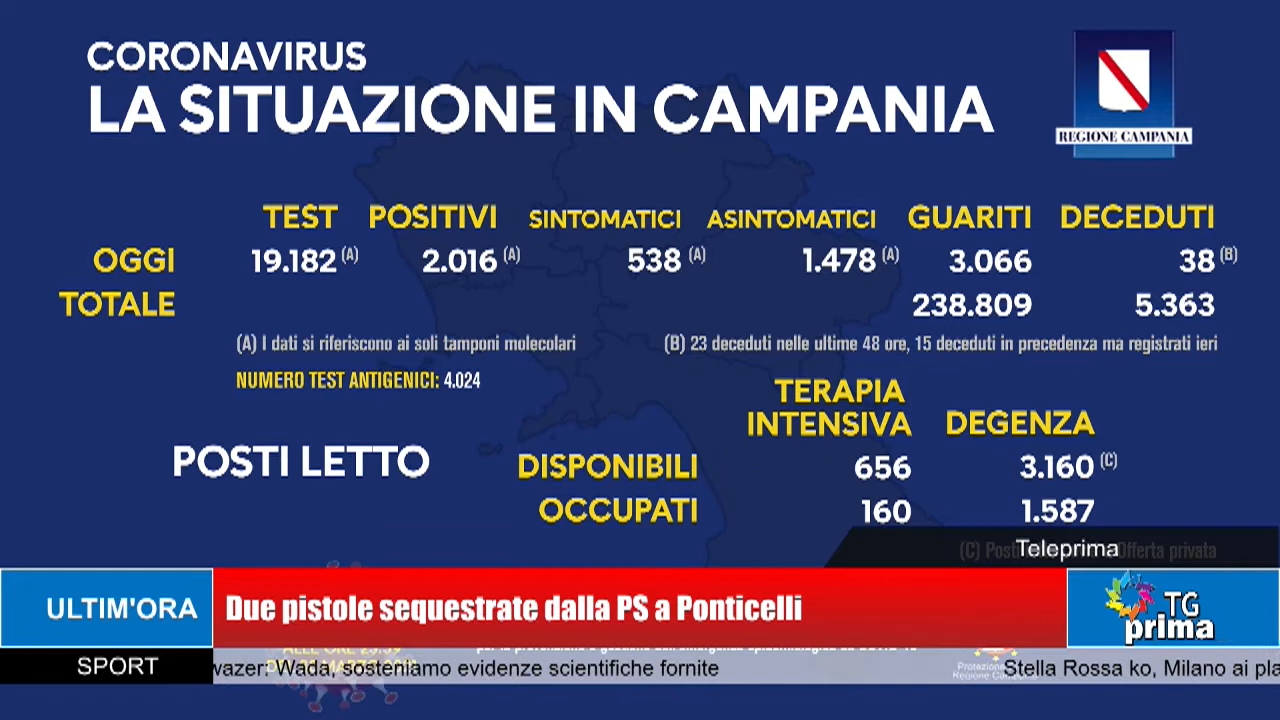 CORONAVIRUS
LA SITUAZIONE IN CAMPANIA
REGIONE CAMPANIA
TEST POSITIVI SINTOMATICI ASINTOMATICI GUARITI DECEDUTI
OGGI 19.182 (A) 2.016 (A) 538 (A) 1.478 (A) 3.066 38 (B)
TOTALE 238.809 5.363
(A) I dati si riferiscono ai soli tamponi molecolari (B) 23 deceduti nelle ultime 48 ore, 15 deceduti in precedenza ma registrati ieri
NUMERO TEST ANTIGENICI: 4.024
TERAPIA
INTENSIVA DEGENZA
POSTI LETTO DISPONIBILI 656 3.160 (C)
OCCUPATI 160 1.587
(C) Offerta privata
Teleprima
ULTIM'ORA Due pistole sequestrate dalla PS a Ponticelli TG
prima
SPORT wazer: Wada, sosteniamo evidenze scientifiche fornite Stella Rossa ko, Milano ai pla